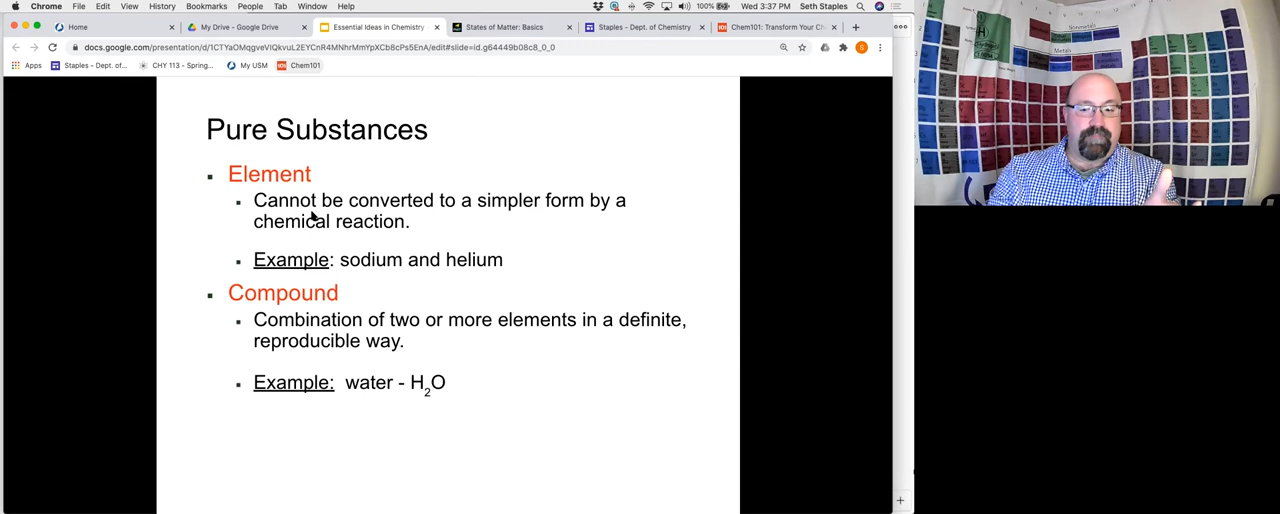 Chrome File Edit View History Bookmarks People Tab Window Help 100% Wed 3:37 PM Seth Staples
Home My Drive - Google Drive Essential Ideas in Chemistry States of Matter: Basics Staples - Dept. of Chemistry Chem101: Transform Your Ch
docs.google.com/presentation/d/1CTYaOMqgveVIQkvuL2EYCnR4MNhrMmYpXCb8cPs5EnA/edit#slide=id.g64449b08c8_0_0
Apps Staples - Dept. of... CHY 113 - Spring... My USM Chem101
Pure Substances
Element
Cannot be converted to a simpler form by a
chemical reaction.
Example: sodium and helium
Compound
Combination of two or more elements in a definite,
reproducible way.
Example: water - H₂O
Nonmetals
Metals
H